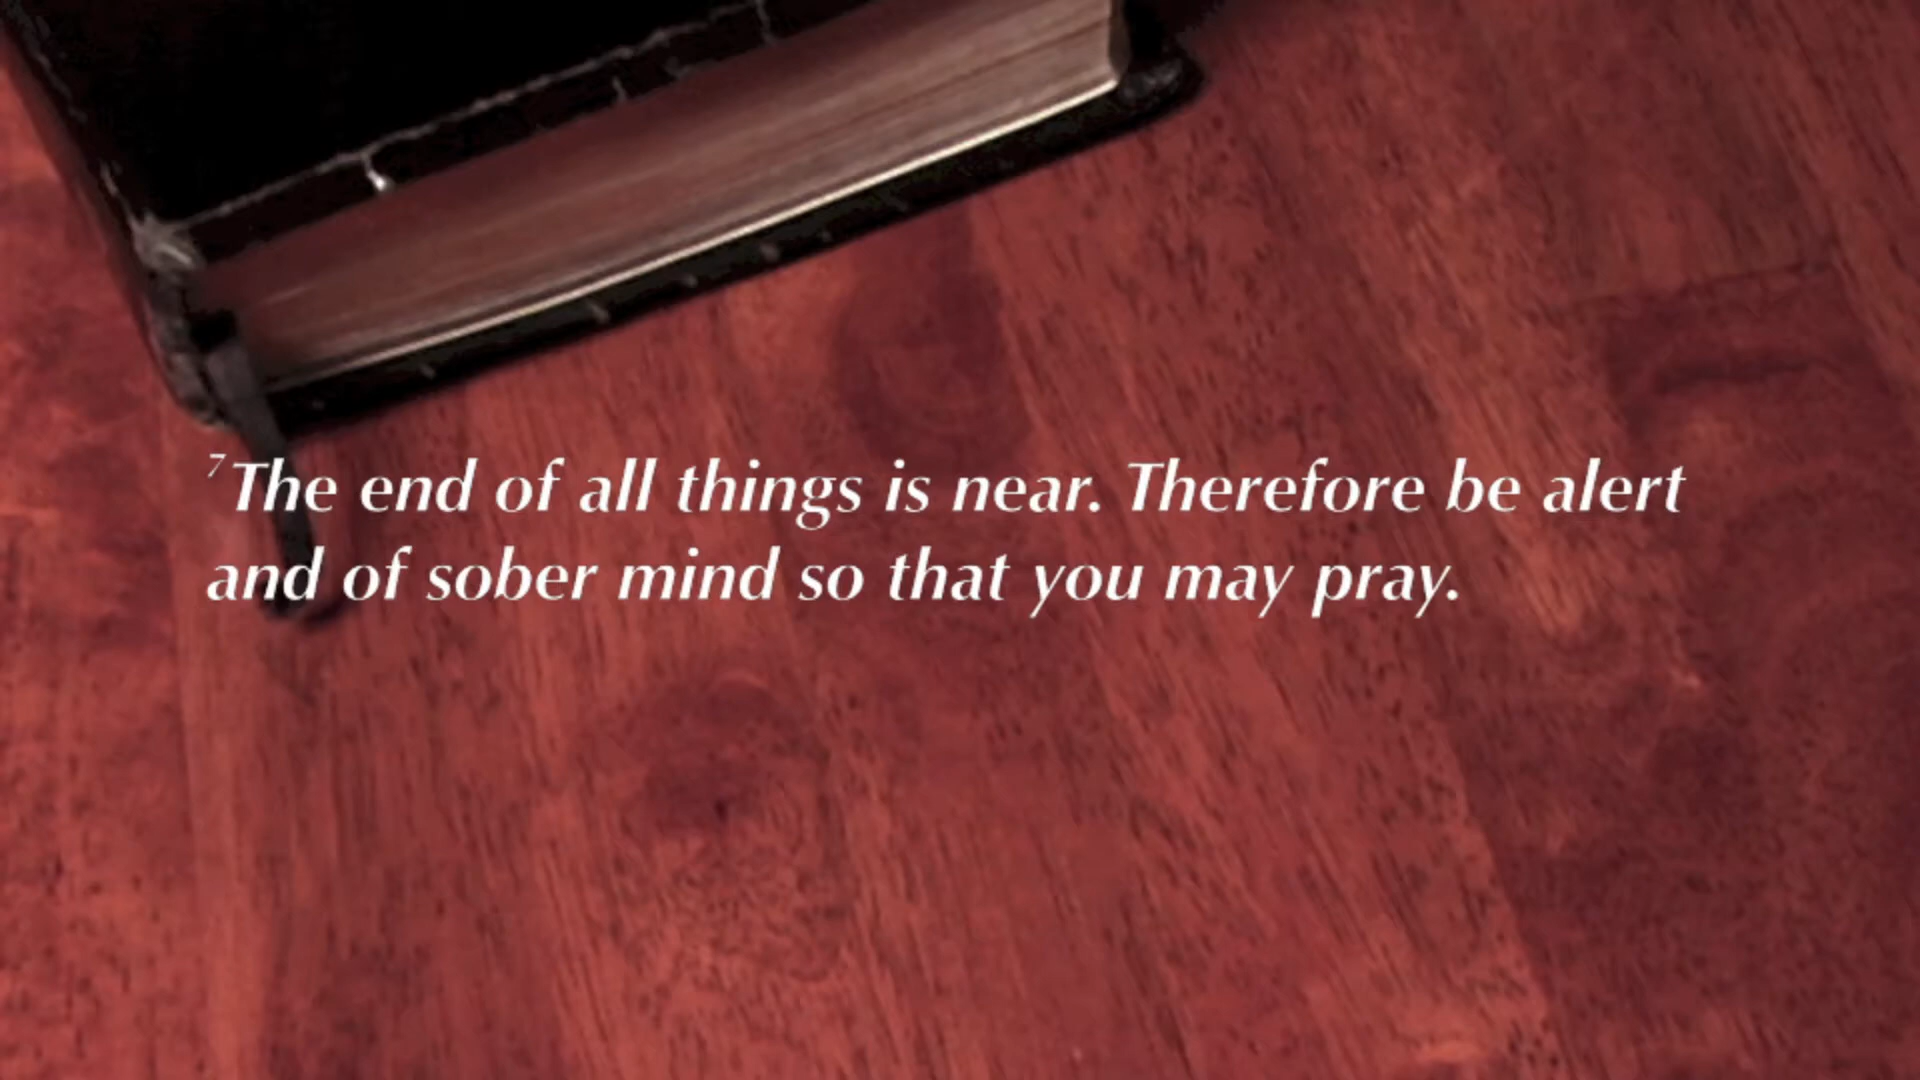 ⁷The end of all things is near. Therefore be alert
and of sober mind so that you may pray.